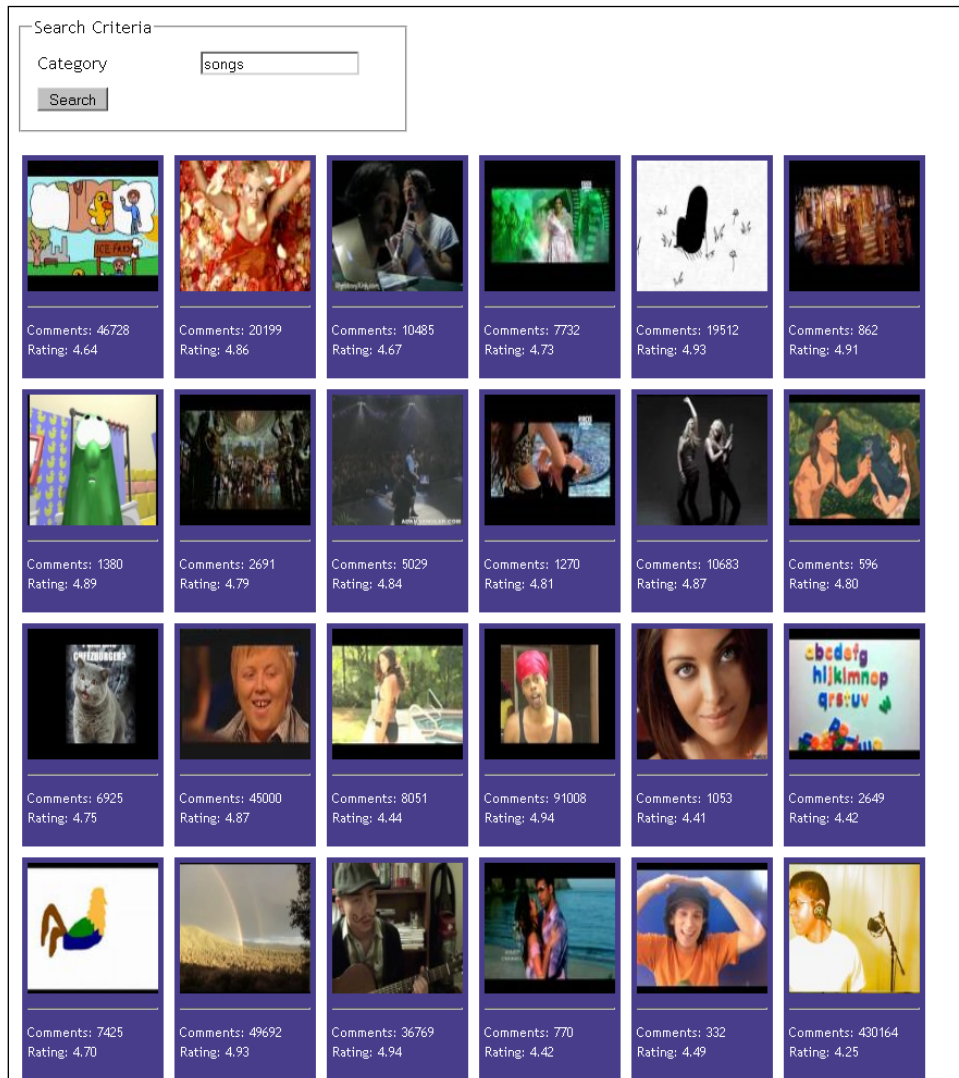 Search Criteria
Category
songs
Search
Comments: 46728
Rating: 4.64
Comments: 20199
Rating: 4.86
Comments: 10485
Rating: 4.67
Comments: 7732
Rating: 4.73
Comments: 19512
Rating: 4.93
Comments: 862
Rating: 4.91
Comments: 1380
Rating: 4.89
Comments: 2691
Rating: 4.79
Comments: 5029
Rating: 4.84
Comments: 1270
Rating: 4.81
Comments: 10683
Rating: 4.87
Comments: 596
Rating: 4.80
CHEEZBURGER?
abcdefg
hijklmnop
qrstuv
Comments: 6925
Rating: 4.75
Comments: 45000
Rating: 4.87
Comments: 8051
Rating: 4.44
Comments: 91008
Rating: 4.94
Comments: 1053
Rating: 4.41
Comments: 2649
Rating: 4.42
Comments: 7425
Rating: 4.70
Comments: 49692
Rating: 4.93
Comments: 36769
Rating: 4.94
Comments: 770
Rating: 4.42
Comments: 332
Rating: 4.49
Comments: 430164
Rating: 4.25